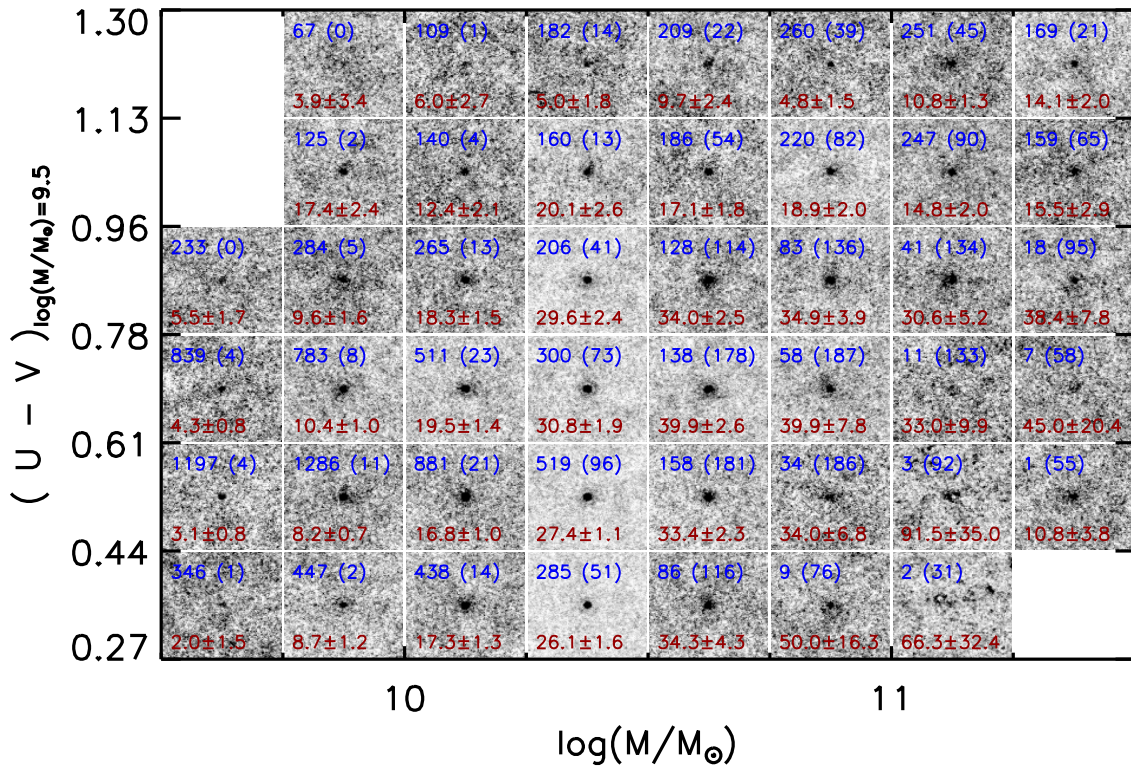 1.30
67 (0) 109 (1) 182 (14) 209 (22) 260 (39) 251 (45) 169 (21)
3.9±3.4 6.0±2.7 5.0±1.8 9.7±2.4 4.8±1.5 10.8±1.3 14.1±2.0
1.13
125 (2) 140 (4) 160 (13) 186 (54) 220 (82) 247 (90) 159 (65)
17.4±2.4 12.4±2.1 20.1±2.6 17.1±1.8 18.9±2.0 14.8±2.0 15.5±2.9
0.96
233 (0) 284 (5) 265 (13) 206 (41) 128 (114) 83 (136) 41 (134) 18 (95)
5.5±1.7 9.6±1.6 18.3±1.5 29.6±2.4 34.0±2.5 34.9±3.9 30.6±5.2 38.4±7.8
0.78
839 (4) 783 (8) 511 (23) 300 (73) 138 (178) 58 (187) 11 (133) 7 (58)
4.3±0.8 10.4±1.0 19.5±1.4 30.8±1.9 39.9±2.6 39.9±7.8 33.0±9.9 45.0±20.4
0.61
1197 (4) 1286 (11) 881 (21) 519 (96) 158 (181) 34 (186) 3 (92) 1 (55)
3.1±0.8 8.2±0.7 16.8±1.0 27.4±1.1 33.4±2.3 34.0±6.8 91.5±35.0 10.8±3.8
0.44
346 (1) 447 (2) 438 (14) 285 (51) 86 (116) 9 (76) 2 (31)
2.0±1.5 8.7±1.2 17.3±1.3 26.1±1.6 34.3±4.3 50.0±16.3 66.3±32.4
0.27
( U − V )log(M/M⊙)=9.5
10 11
log(M/M⊙)